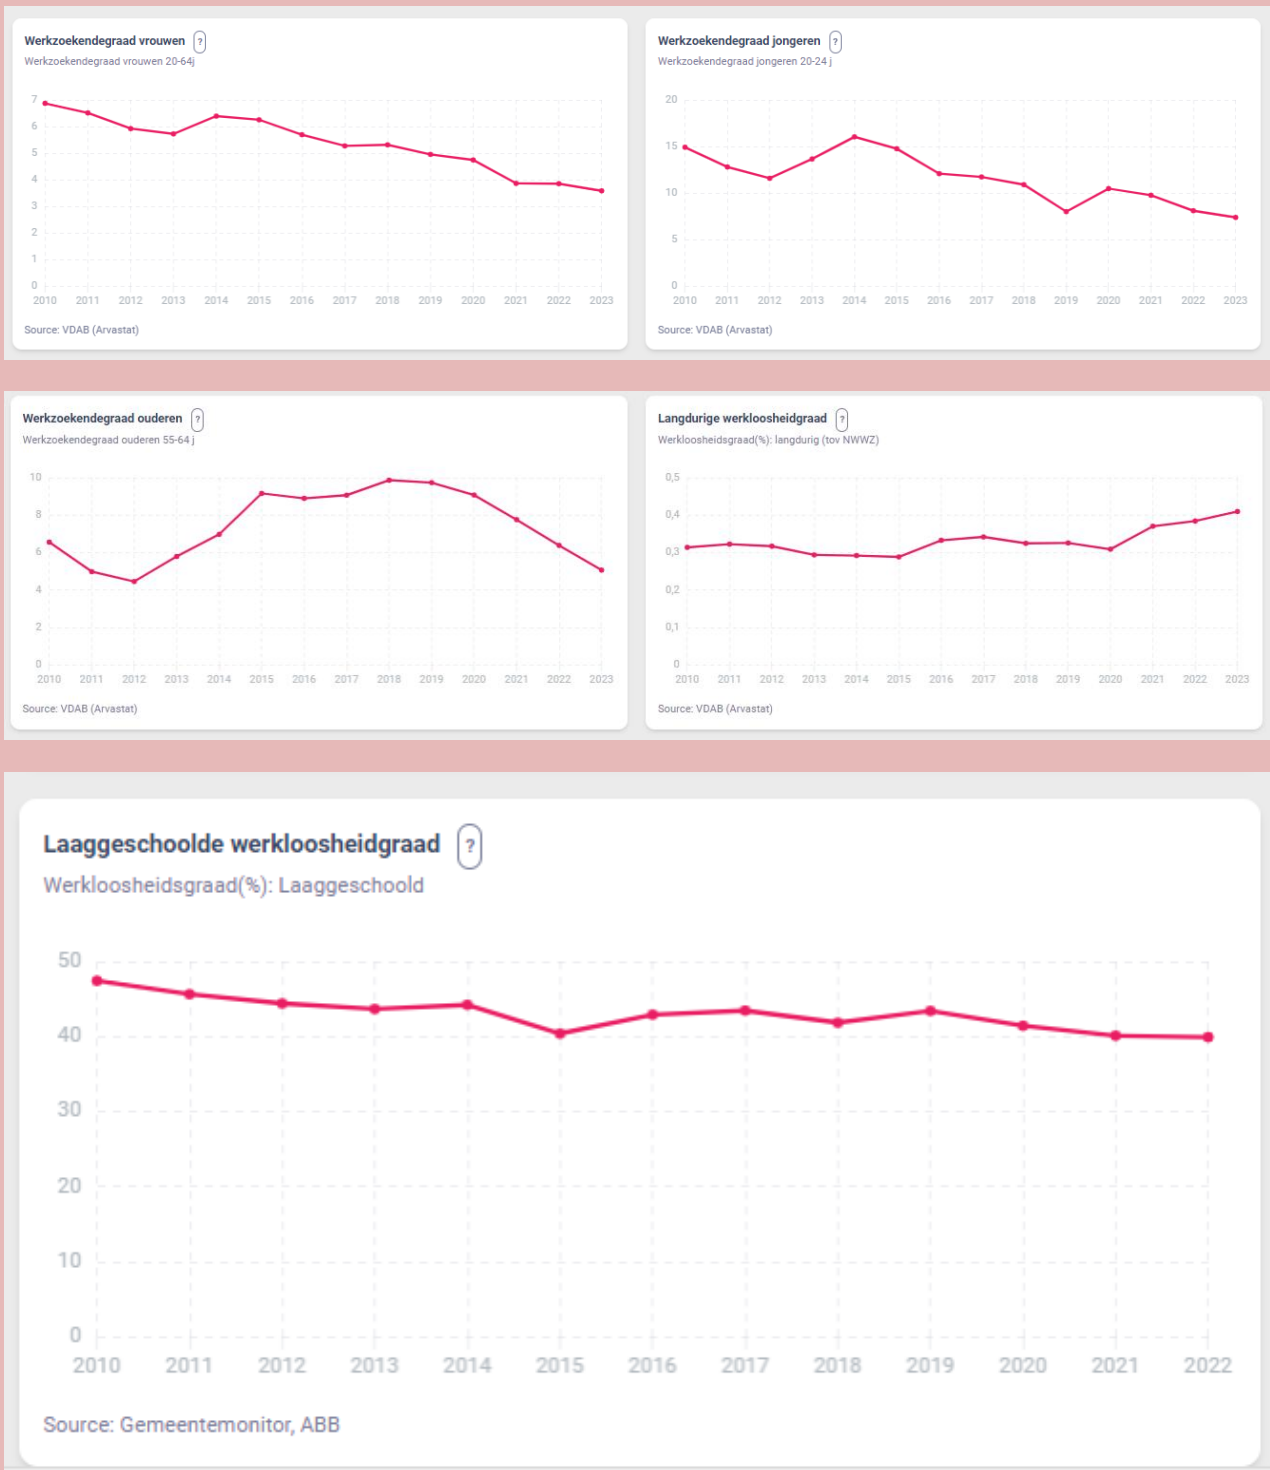 Werkzoekendegraad vrouwen ?
Werkzoekendegraad vrouwen 20-64j
7
6
5
4
3
2
1
0
2010 2011 2012 2013 2014 2015 2016 2017 2018 2019 2020 2021 2022 2023
Source: VDAB (Arvastat)
Werkzoekendegraad jongeren ?
Werkzoekendegraad jongeren 20-24 j
20
15
10
5
0
2010 2011 2012 2013 2014 2015 2016 2017 2018 2019 2020 2021 2022 2023
Source: VDAB (Arvastat)
Werkzoekendegraad ouderen ?
Werkzoekendegraad ouderen 55-64 j
10
8
6
4
2
0
2010 2011 2012 2013 2014 2015 2016 2017 2018 2019 2020 2021 2022 2023
Source: VDAB (Arvastat)
Langdurige werkloosheidgraad ?
Werkloosheidsgraad(%): langdurig (tov NWWZ)
0,5
0,4
0,3
0,2
0,1
0
2010 2011 2012 2013 2014 2015 2016 2017 2018 2019 2020 2021 2022 2023
Source: VDAB (Arvastat)
Laaggeschoolde werkloosheidgraad ?
Werkloosheidsgraad(%): Laaggeschoold
50
40
30
20
10
0
2010 2011 2012 2013 2014 2015 2016 2017 2018 2019 2020 2021 2022
Source: Gemeentemonitor, ABB